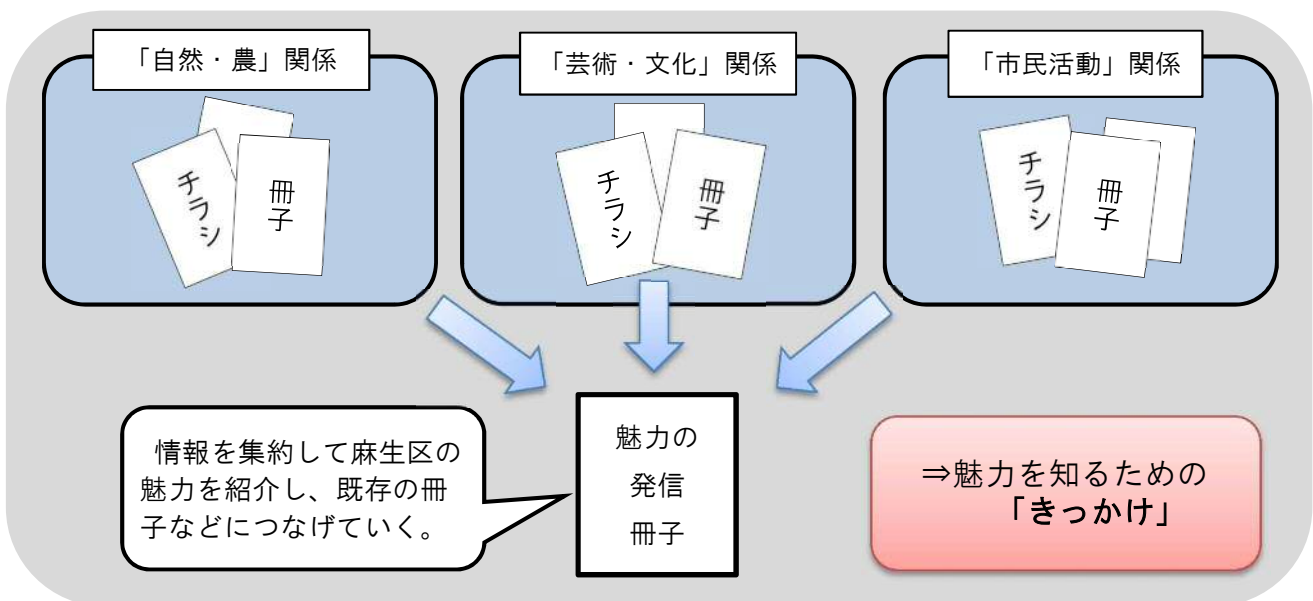 「自然・農」関係
チラシ
冊子
「芸術・文化」関係
チラシ
冊子
「市民活動」関係
チラシ
冊子
情報を集約して麻生区の
魅力を紹介し、既存の冊
子などにつなげていく。
魅力の
発信
冊子
⇒魅力を知るための
「きっかけ」